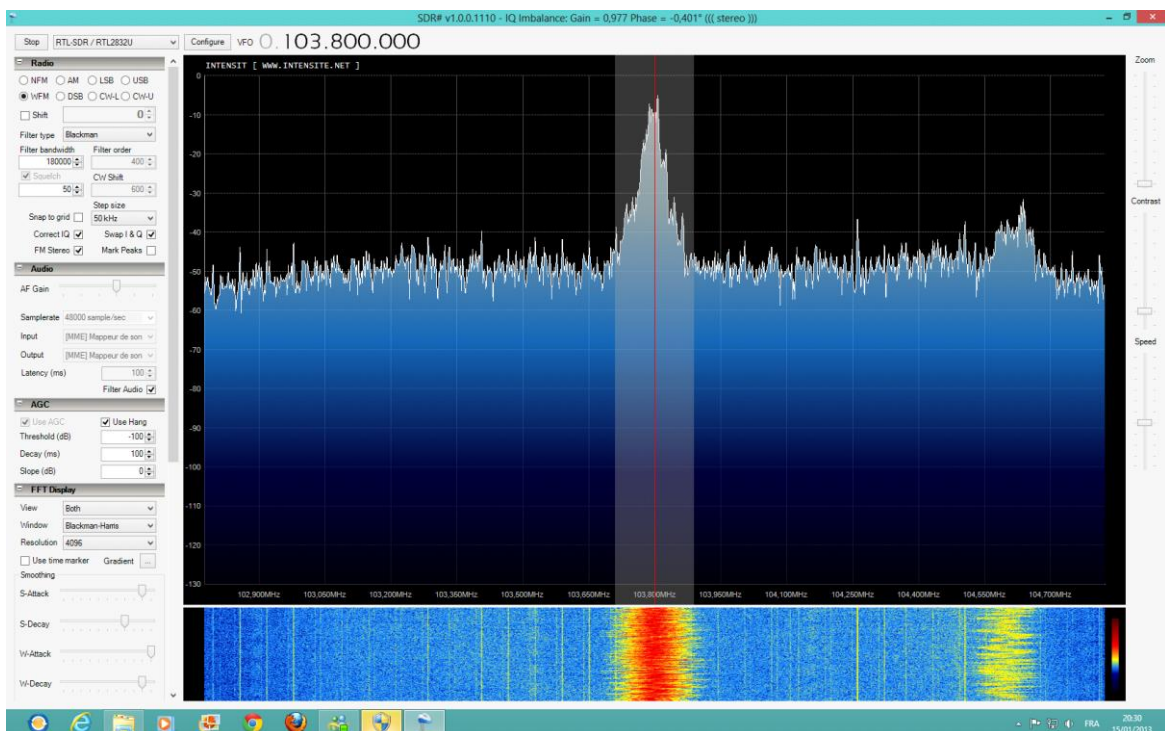 SDR# v1.0.0.1110 - IQ Imbalance: Gain = 0,977 Phase = -0,401° ((( stereo )))
Stop RTL-SDR / RTL2832U Configure VFO 0.103.800.000
Radio
NFM AM LSB USB
WFM DSB CW-L CW-U
Shift 0
Filter type Blackman
Filter bandwidth Filter order
180000 400
Squelch CW Shift
50 600
Step size
Snap to grid 50 kHz
Correct IQ Swap I & Q
FM Stereo Mark Peaks
Audio
AF Gain
Samplerate 48000 sample/sec
Input [MME] Mappeur de son
Output [MME] Mappeur de son
Latency (ms) 100
Filter Audio
AGC
Use AGC Use Hang
Threshold (dB) -100
Decay (ms) 100
Slope (dB) 0
FFT Display
View Both
Window Blackman-Harris
Resolution 4096
Use time marker Gradient ...
Smoothing
S-Attack
S-Decay
W-Attack
W-Decay
INTENSIT [ WWW.INTENSITE.NET ]
0
-10
-20
-30
-40
-50
-60
-70
-80
-90
-100
-110
-120
-130
102,900MHz 103,050MHz 103,200MHz 103,350MHz 103,500MHz 103,650MHz 103,800MHz 103,950MHz 104,100MHz 104,250MHz 104,400MHz 104,550MHz 104,700MHz
Zoom
Contrast
Speed
FRA
20:30
15/01/2013